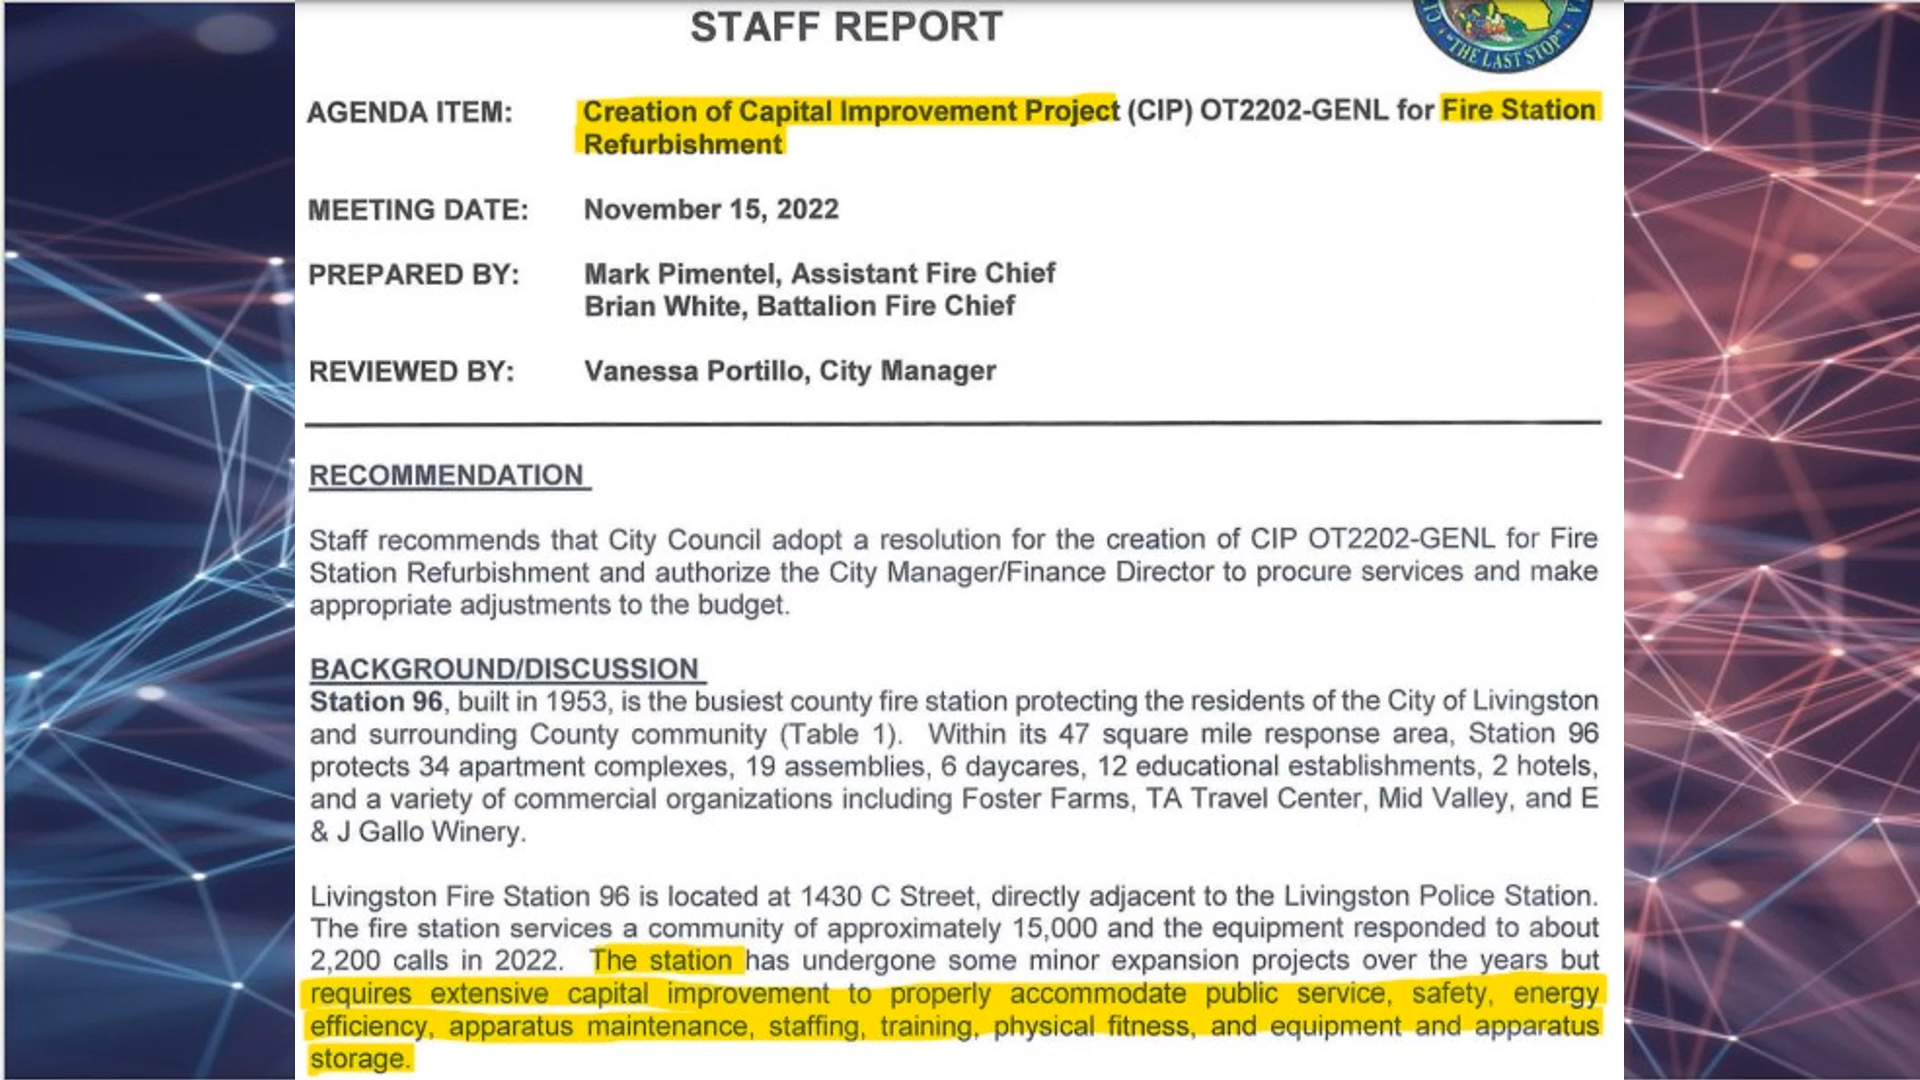 STAFF REPORT
"THE LAST STOP"
AGENDA ITEM: Creation of Capital Improvement Project (CIP) OT2202-GENL for Fire Station
Refurbishment
MEETING DATE: November 15, 2022
PREPARED BY: Mark Pimentel, Assistant Fire Chief
Brian White, Battalion Fire Chief
REVIEWED BY: Vanessa Portillo, City Manager
RECOMMENDATION
Staff recommends that City Council adopt a resolution for the creation of CIP OT2202-GENL for Fire
Station Refurbishment and authorize the City Manager/Finance Director to procure services and make
appropriate adjustments to the budget.
BACKGROUND/DISCUSSION
Station 96, built in 1953, is the busiest county fire station protecting the residents of the City of Livingston
and surrounding County community (Table 1). Within its 47 square mile response area, Station 96
protects 34 apartment complexes, 19 assemblies, 6 daycares, 12 educational establishments, 2 hotels,
and a variety of commercial organizations including Foster Farms, TA Travel Center, Mid Valley, and E
& J Gallo Winery.
Livingston Fire Station 96 is located at 1430 C Street, directly adjacent to the Livingston Police Station.
The fire station services a community of approximately 15,000 and the equipment responded to about
2,200 calls in 2022. The station has undergone some minor expansion projects over the years but
requires extensive capital improvement to properly accommodate public service, safety, energy
efficiency, apparatus maintenance, staffing, training, physical fitness, and equipment and apparatus
storage.